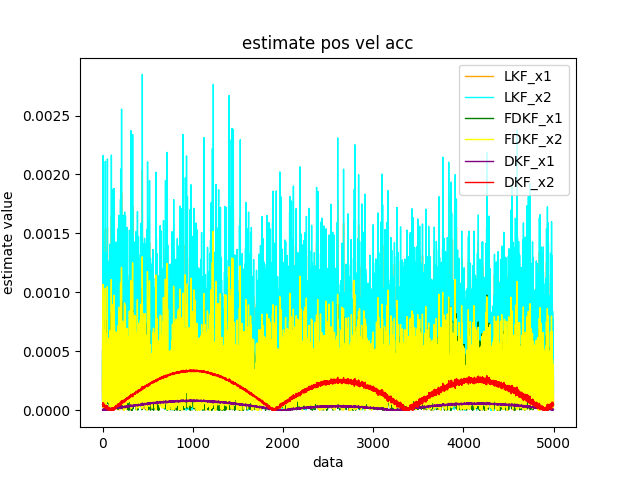 estimate pos vel acc
estimate value
0.0025
0.0020
0.0015
0.0010
0.0005
0.0000
LKF_x1
LKF_x2
FDKF_x1
FDKF_x2
DKF_x1
DKF_x2
0 1000 2000 3000 4000 5000
data